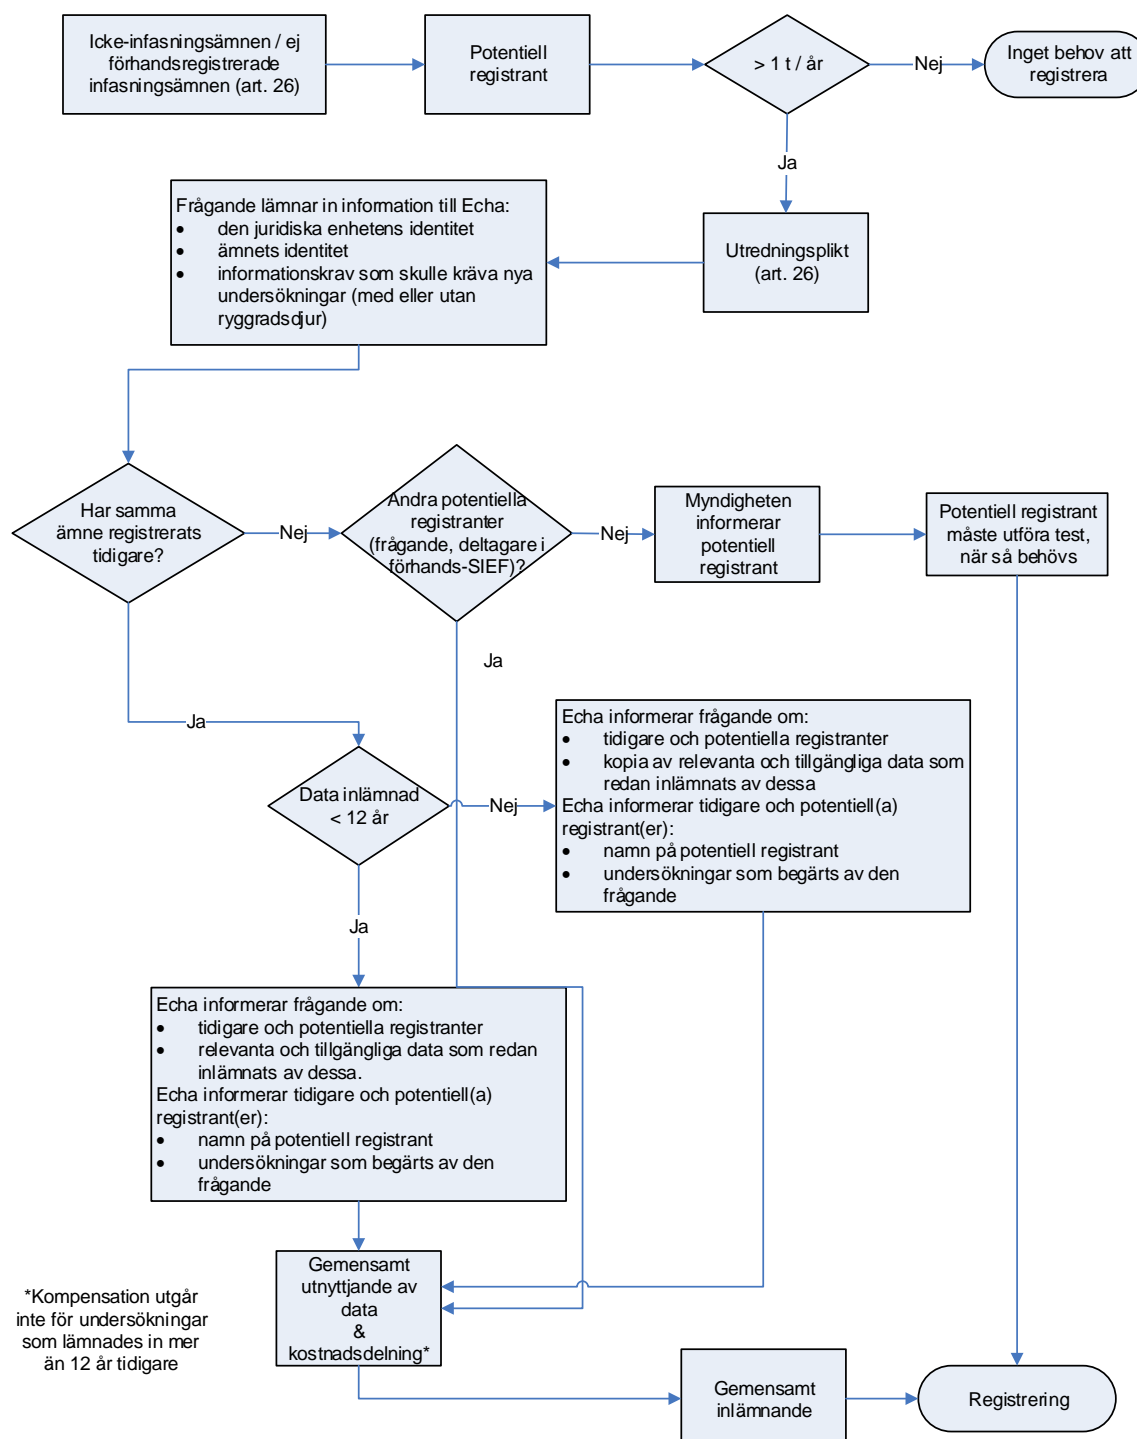 Icke-infasningsämnen / ej
förhandsregistrerade
infasningsämnen (art. 26)
Potentiell
registrant
> 1 t / år
Nej
Inget behov att
registrera
Ja
Utredningsplikt
(art. 26)
Frågande lämnar in information till Echa:
• den juridiska enhetens identitet
• ämnets identitet
• informationskrav som skulle kräva nya
undersökningar (med eller utan
ryggradsdjur)
Har samma
ämne registrerats
tidigare?
Nej
Andra potentiella
registranter
(frågande, deltagare i
förhands-SIEF)?
Nej
Myndigheten
informerar
potentiell
registrant
Potentiell registrant
måste utföra test,
när så behövs
Ja
Ja
Data inlämnad
< 12 år
Nej
Echa informerar frågande om:
• tidigare och potentiella registranter
• kopia av relevanta och tillgängliga data som
redan inlämnats av dessa
Echa informerar tidigare och potentiell(a)
registrant(er):
• namn på potentiell registrant
• undersökningar som begärts av den
frågande
Ja
Echa informerar frågande om:
• tidigare och potentiella registranter
• relevanta och tillgängliga data som redan
inlämnats av dessa.
Echa informerar tidigare och potentiell(a)
registrant(er):
• namn på potentiell registrant
• undersökningar som begärts av den
frågande
Gemensamt
utnyttjande av
data
&
kostnadsdelning*
*Kompensation utgår
inte för undersökningar
som lämnades in mer
än 12 år tidigare
Gemensamt
inlämnande
Registrering